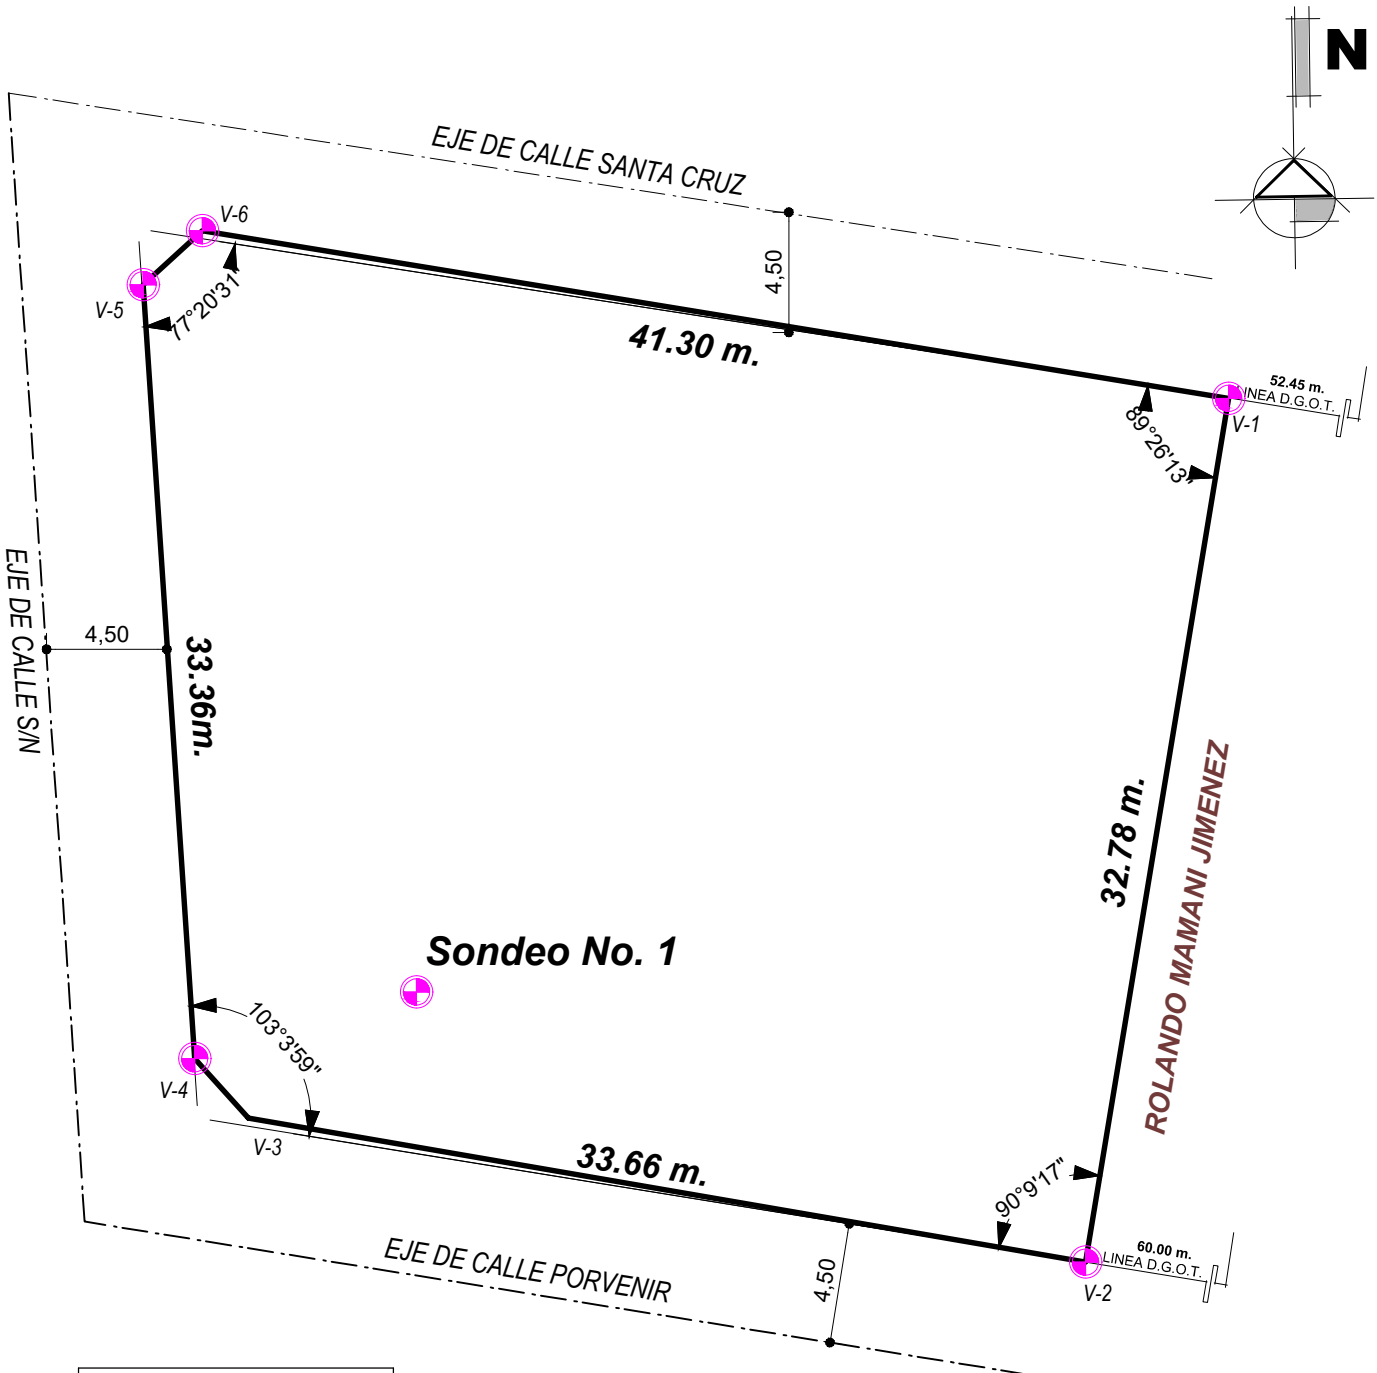 N
EJE DE CALLE SANTA CRUZ
V-6
4,50
V-5
77°20'31"
41.30 m.
52.45 m.
INEA D.G.O.T.
V-1
89°26'13"
EJE DE CALLE S/N
4,50
33.36m.
32.78 m.
ROLANDO MAMANI JIMENEZ
Sondeo No. 1
103°3'59"
V-4
V-3
33.66 m.
90°9'17"
EJE DE CALLE PORVENIR
4,50
60.00 m.
LINEA D.G.O.T.
V-2